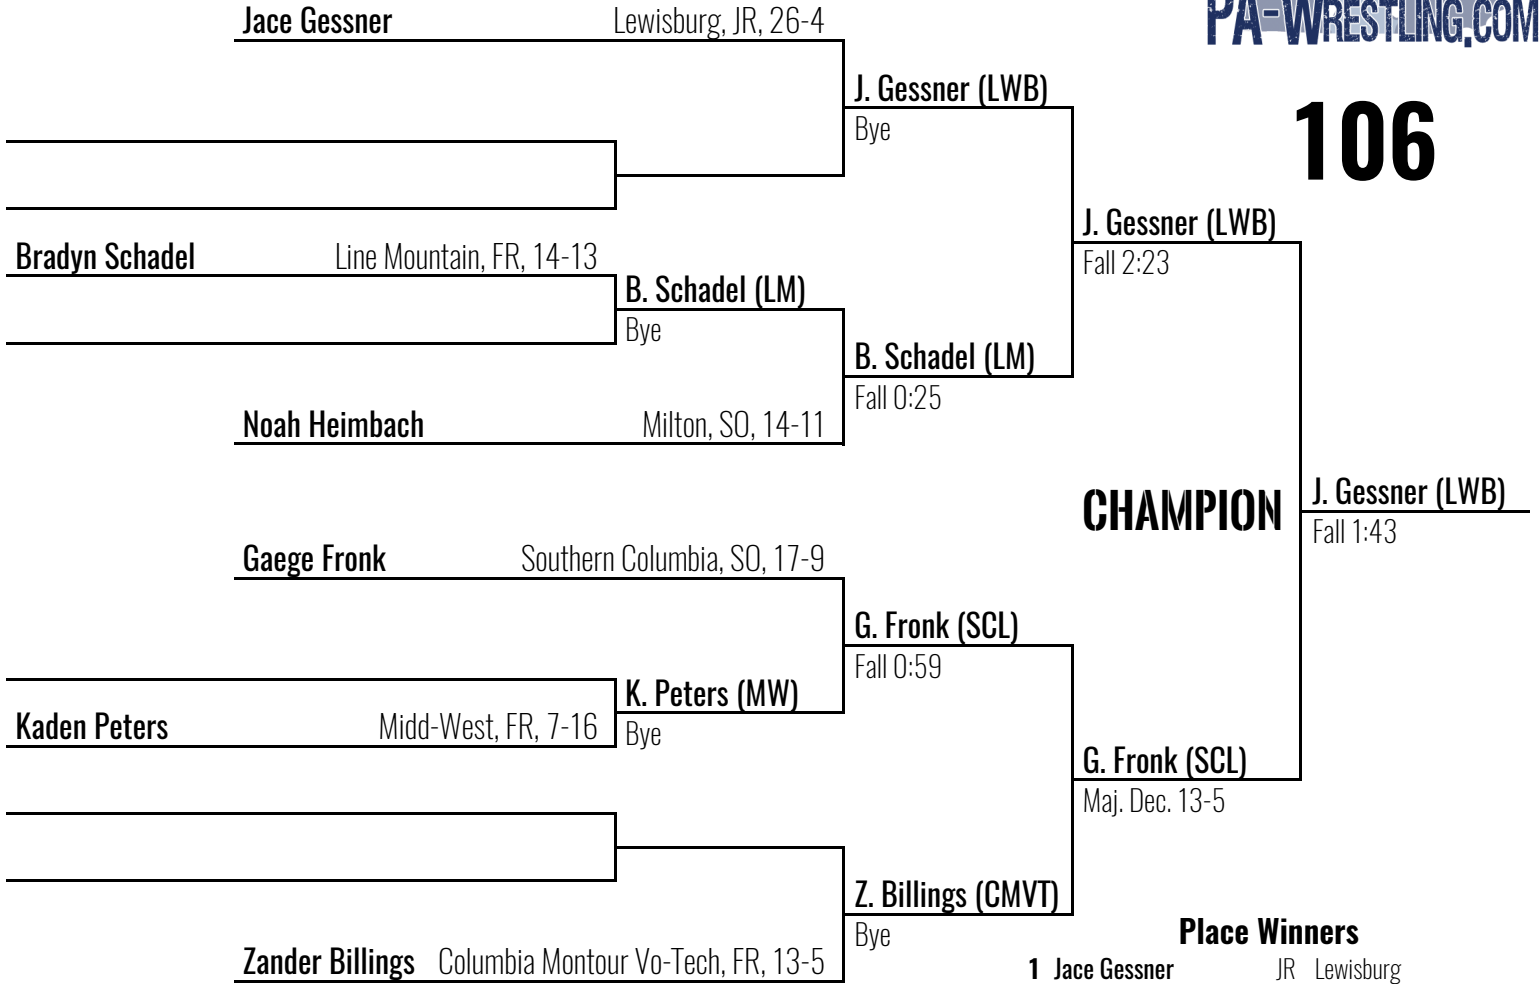 PA-WRESTLING.COM
106
Jace Gessner Lewisburg, JR, 26-4
J. Gessner (LWB)
Bye
J. Gessner (LWB)
Fall 2:23
Bradyn Schadel Line Mountain, FR, 14-13
B. Schadel (LM)
Bye
B. Schadel (LM)
Fall 0:25
Noah Heimbach Milton, SO, 14-11
CHAMPION
J. Gessner (LWB)
Fall 1:43
Gaege Fronk Southern Columbia, SO, 17-9
G. Fronk (SCL)
Fall 0:59
K. Peters (MW)
Kaden Peters Midd-West, FR, 7-16
Bye
G. Fronk (SCL)
Maj. Dec. 13-5
Z. Billings (CMVT)
Bye
Zander Billings Columbia Montour Vo-Tech, FR, 13-5
Place Winners
1 Jace Gessner JR Lewisburg